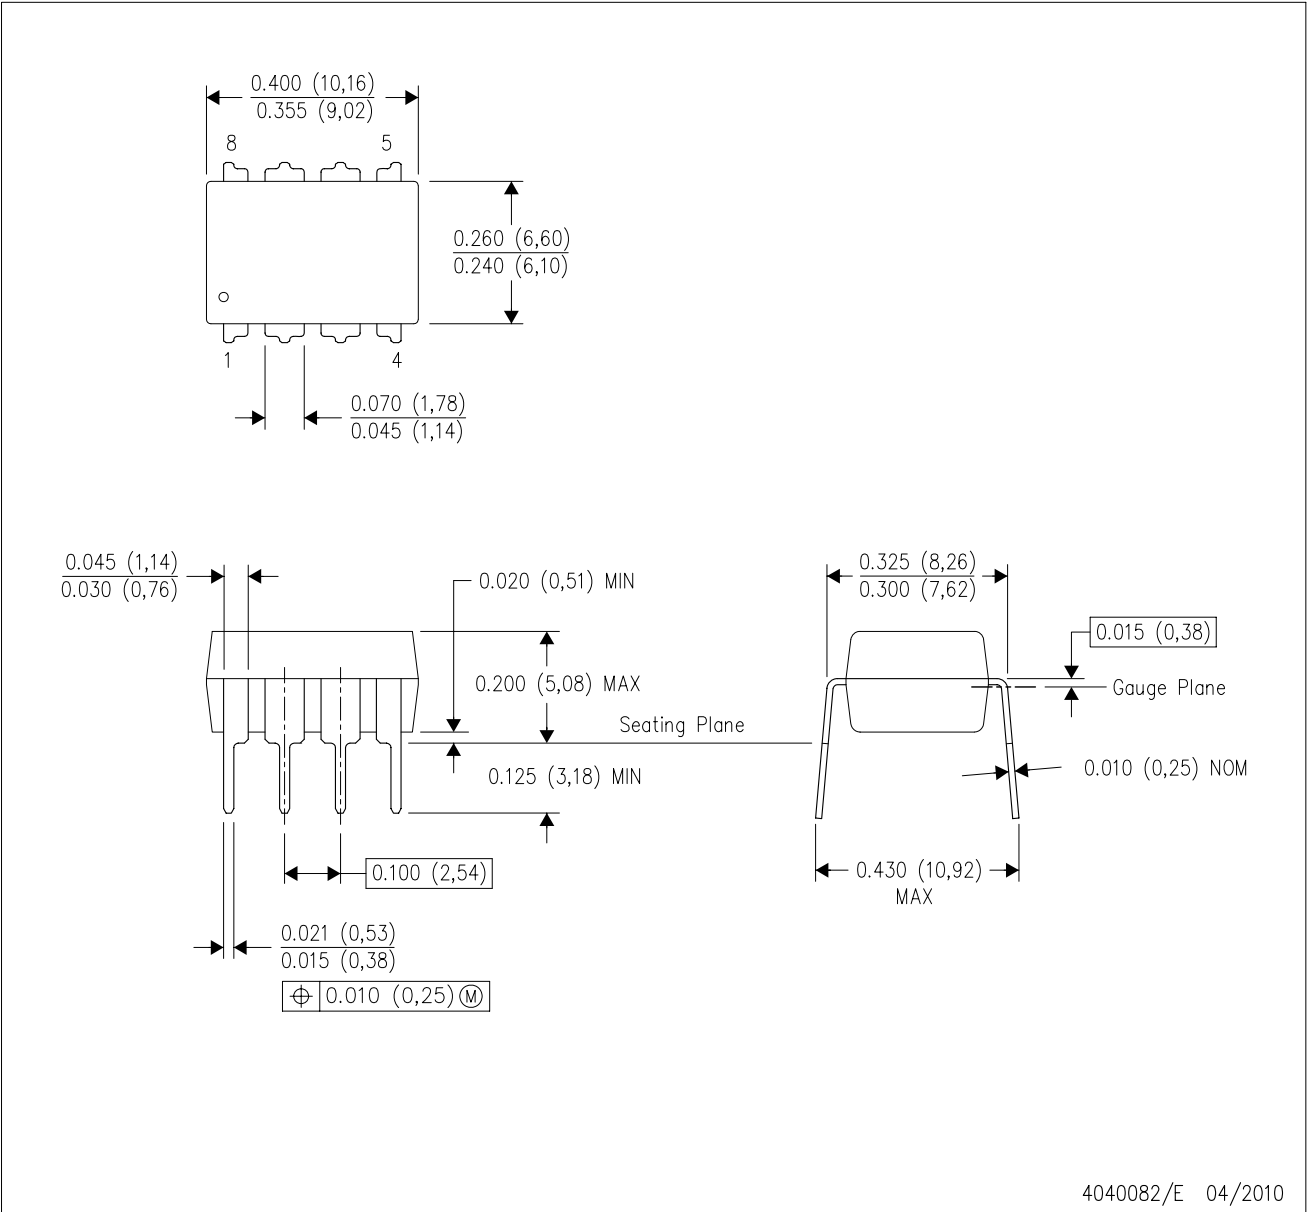 0.400 (10,16)
0.355 (9,02)
8
5
0.260 (6,60)
0.240 (6,10)
1
4
0.070 (1,78)
0.045 (1,14)
0.045 (1,14)
0.030 (0,76)
0.020 (0,51) MIN
0.325 (8,26)
0.300 (7,62)
0.015 (0,38)
0.200 (5,08) MAX
Gauge Plane
Seating Plane
0.125 (3,18) MIN
0.010 (0,25) NOM
0.100 (2,54)
0.430 (10,92)
MAX
0.021 (0,53)
0.015 (0,38)
⌖ 0.010 (0,25) Ⓜ
4040082/E 04/2010